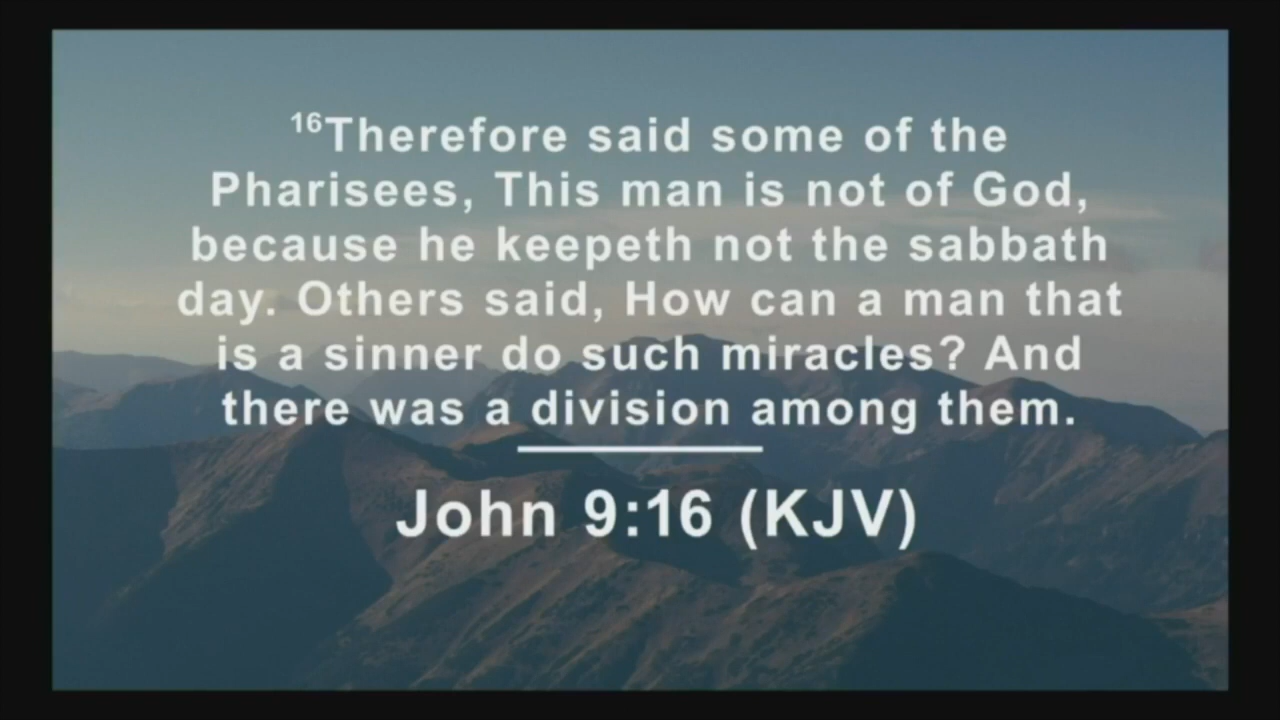 16Therefore said some of the
Pharisees, This man is not of God,
because he keepeth not the sabbath
day. Others said, How can a man that
is a sinner do such miracles? And
there was a division among them.
John 9:16 (KJV)